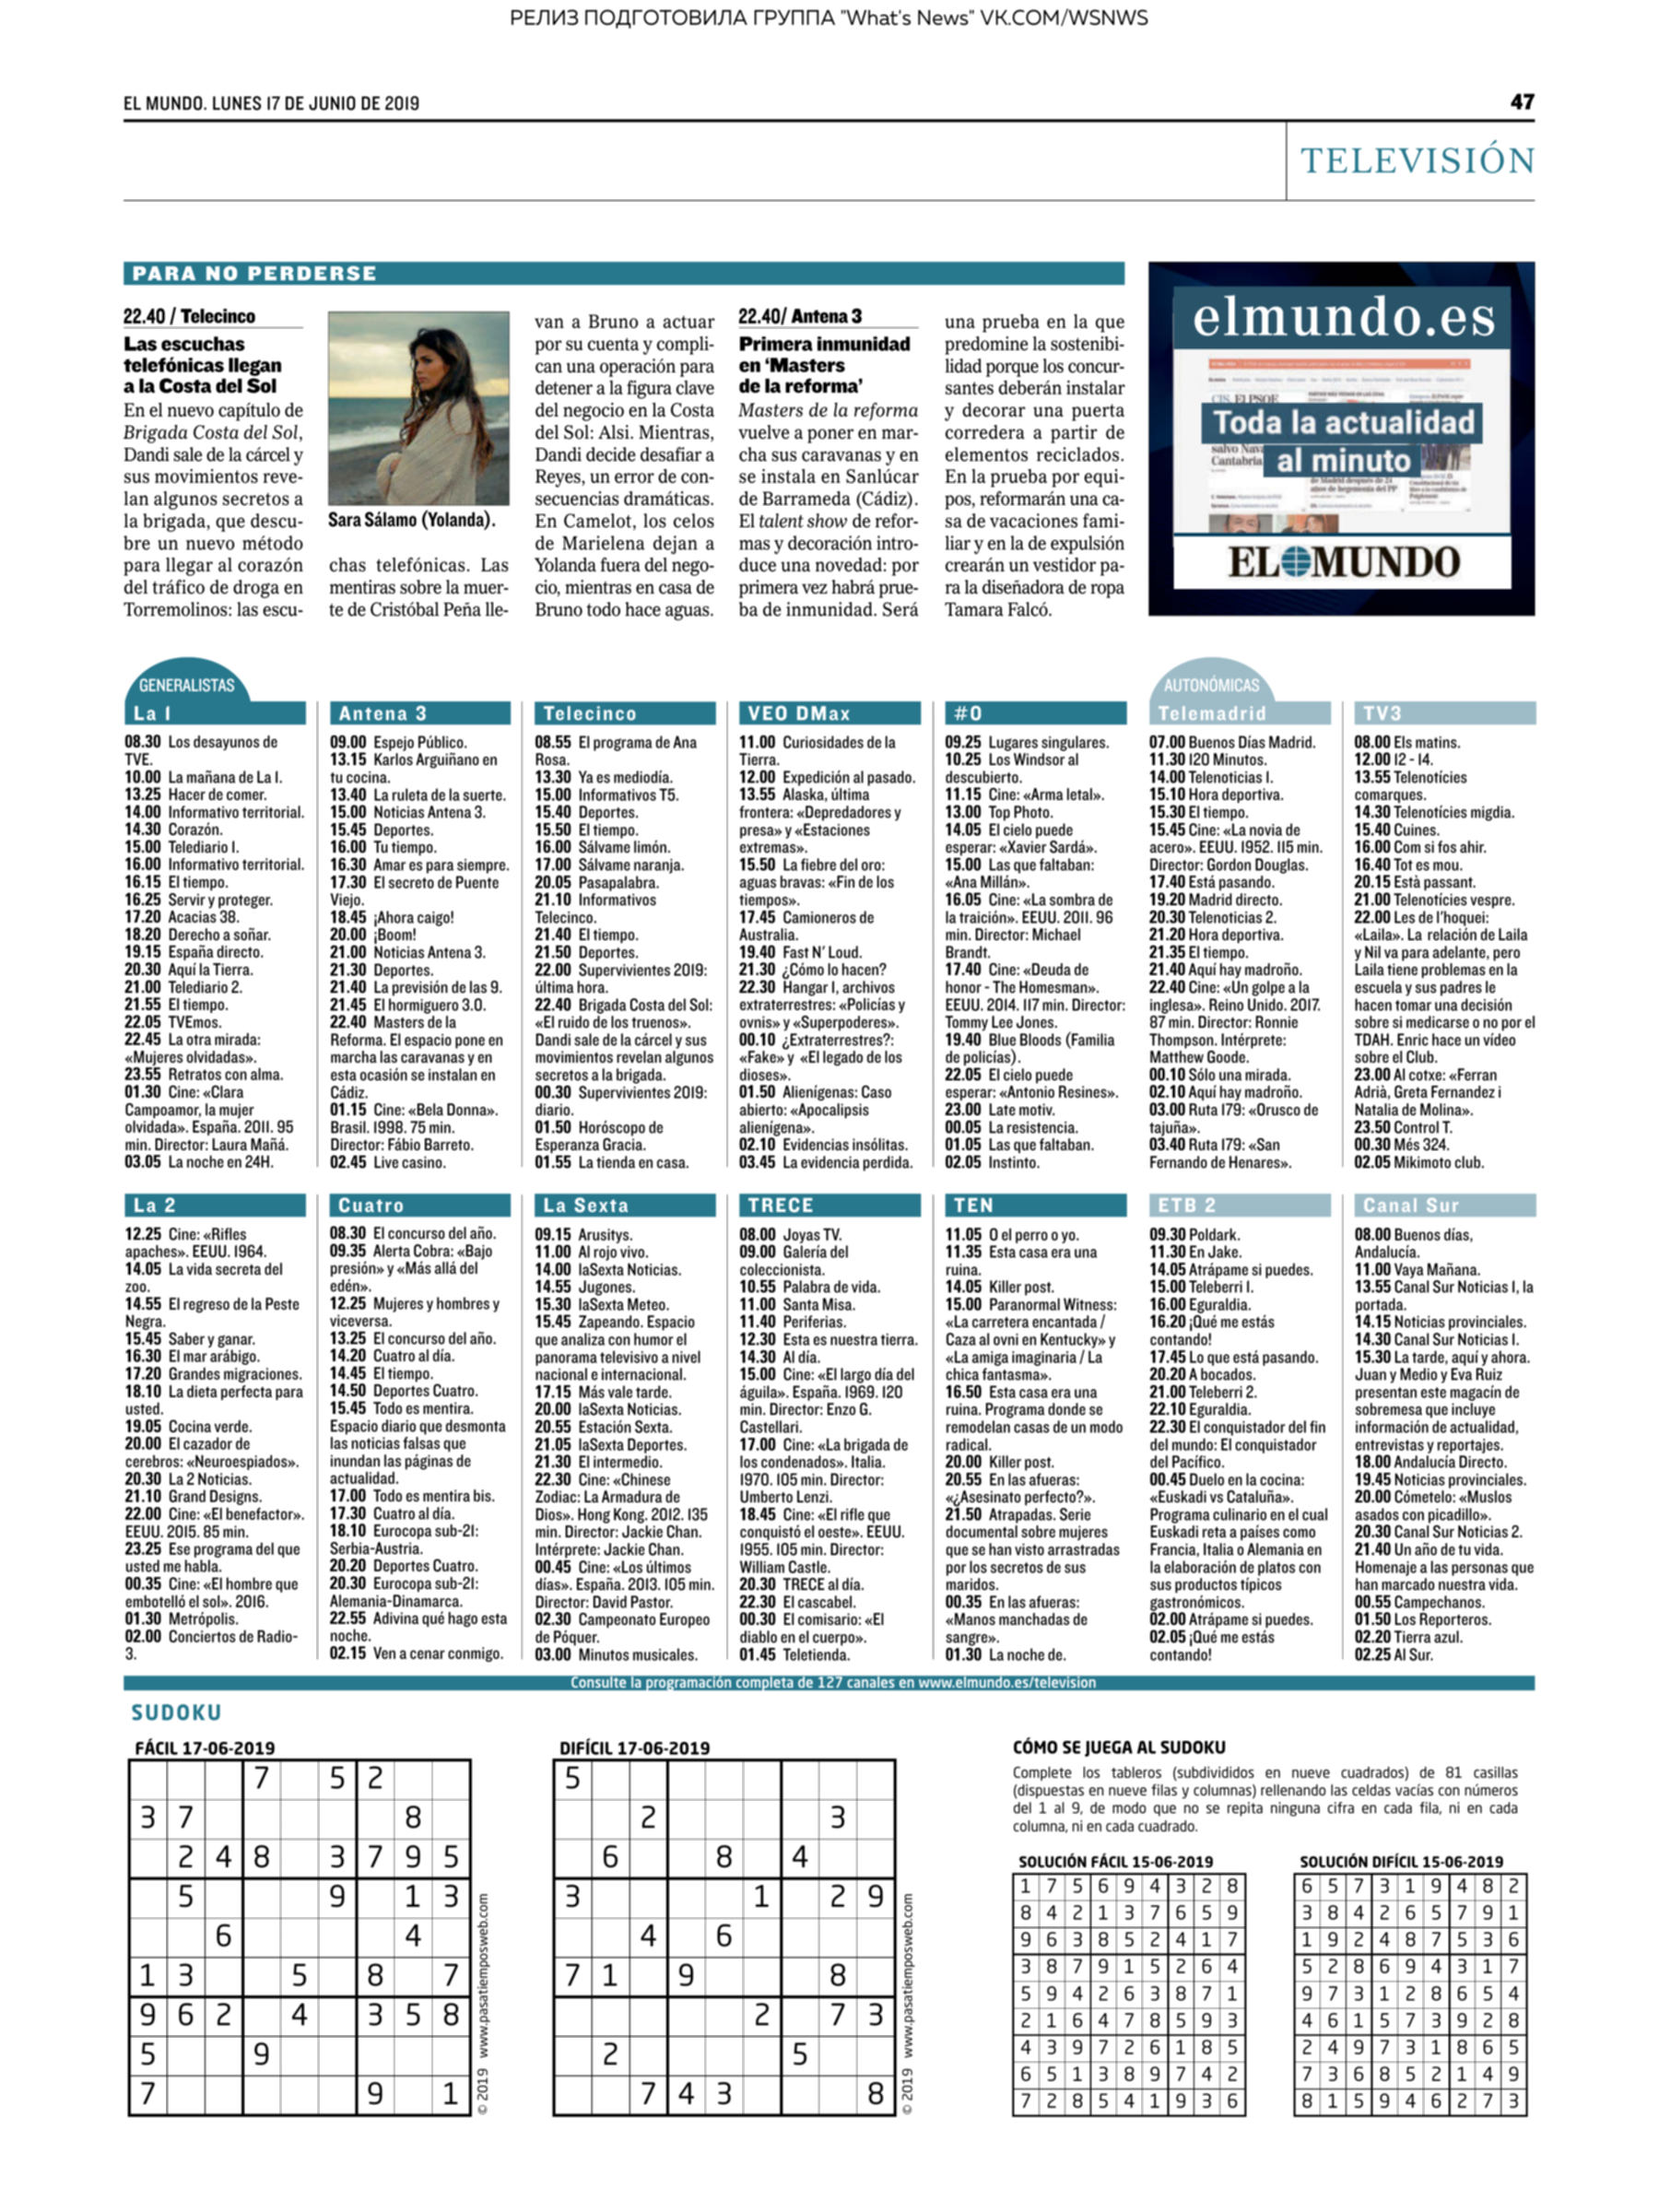 РЕЛИЗ ПОДГОТОВИЛА ГРУППА "What's News" VK.COM/WSNWS
EL MUNDO. LUNES 17 DE JUNIO DE 2019
47
TELEVISIÓN
PARA NO PERDERSE
22.40 / Telecinco
Las escuchas
telefónicas llegan
a la Costa del Sol
En el nuevo capítulo de
Brigada Costa del Sol,
Dandi sale de la cárcel y
sus movimientos reve-
lan algunos secretos a
la brigada, que descu-
bre un nuevo método
para llegar al corazón
del tráfico de droga en
Torremolinos: las escu-
Sara Sálamo (Yolanda).
chas telefónicas. Las
mentiras sobre la muer-
te de Cristóbal Peña lle-
van a Bruno a actuar
por su cuenta y compli-
can una operación para
detener a la figura clave
del negocio en la Costa
del Sol: Alsi. Mientras,
Dandi decide desafiar a
Reyes, un error de con-
secuencias dramáticas.
En Camelot, los celos
de Marielena dejan a
Yolanda fuera del nego-
cio, mientras en casa de
Bruno todo hace aguas.
22.40/ Antena 3
Primera inmunidad
en ‘Masters
de la reforma’
Masters de la reforma
vuelve a poner en mar-
cha sus caravanas y en
se instala en Sanlúcar
de Barrameda (Cádiz).
El talent show de refor-
mas y decoración intro-
duce una novedad: por
primera vez habrá prue-
ba de inmunidad. Será
una prueba en la que
predomine la sostenibi-
lidad porque los concur-
santes deberán instalar
y decorar una puerta
corredera a partir de
elementos reciclados.
En la prueba por equi-
pos, reformarán una ca-
sa de vacaciones fami-
liar y en la de expulsión
crearán un vestidor pa-
ra la diseñadora de ropa
Tamara Falcó.
elmundo.es
Toda la actualidad
al minuto
EL MUNDO
GENERALISTAS
La 1
08.30 Los desayunos de
TVE.
10.00 La mañana de La 1.
13.25 Hacer de comer.
14.00 Informativo territorial.
14.30 Corazón.
15.00 Telediario 1.
16.00 Informativo territorial.
16.15 El tiempo.
16.25 Servir y proteger.
17.20 Acacias 38.
18.20 Derecho a soñar.
19.15 España directo.
20.30 Aquí la Tierra.
21.00 Telediario 2.
21.55 El tiempo.
22.05 TVEmos.
22.45 La otra mirada:
«Mujeres olvidadas».
23.55 Retratos con alma.
01.30 Cine: «Clara
Campoamor, la mujer
olvidada». España. 2011. 95
min. Director: Laura Mañá.
03.05 La noche en 24H.
Antena 3
09.00 Espejo Público.
13.15 Karlos Arguiñano en
tu cocina.
13.40 La ruleta de la suerte.
15.00 Noticias Antena 3.
15.45 Deportes.
16.00 Tu tiempo.
16.30 Amar es para siempre.
17.30 El secreto de Puente
Viejo.
18.45 ¡Ahora caigo!
20.00 ¡Boom!
21.00 Noticias Antena 3.
21.30 Deportes.
21.40 La previsión de las 9.
21.45 El hormiguero 3.0.
22.40 Masters de la
Reforma. El espacio pone en
marcha las caravanas y en
esta ocasión se instalan en
Cádiz.
01.15 Cine: «Bela Donna».
Brasil. 1998. 75 min.
Director: Fábio Barreto.
02.45 Live casino.
Telecinco
08.55 El programa de Ana
Rosa.
13.30 Ya es mediodía.
15.00 Informativos T5.
15.40 Deportes.
15.50 El tiempo.
16.00 Sálvame limón.
17.00 Sálvame naranja.
20.05 Pasapalabra.
21.10 Informativos
Telecinco.
21.40 El tiempo.
21.50 Deportes.
22.00 Supervivientes 2019:
última hora.
22.40 Brigada Costa del Sol:
«El ruido de los truenos».
Dandi sale de la cárcel y sus
movimientos revelan algunos
secretos a la brigada.
00.30 Supervivientes 2019:
diario.
01.50 Horóscopo de
Esperanza Gracia.
01.55 La tienda en casa.
VEO DMax
11.00 Curiosidades de la
Tierra.
12.00 Expedición al pasado.
13.55 Alaska, última
frontera: «Depredadores y
presa» y «Estaciones
extremas».
15.50 La fiebre del oro:
aguas bravas: «Fin de los
tiempos».
17.45 Camioneros de
Australia.
19.40 Fast N’ Loud.
21.30 ¿Cómo lo hacen?
22.30 Hangar 1, archivos
extraterrestres: «Policías y
ovnis» y «Superpoderes».
00.10 ¿Extraterrestres?:
«Fake» y «El legado de los
dioses».
01.50 Alienígenas: Caso
abierto: «Apocalipsis
alienígena».
02.10 Evidencias insólitas.
03.45 La evidencia perdida.
#0
09.25 Lugares singulares.
10.25 Los Windsor al
descubierto.
11.15 Cine: «Arma letal».
13.00 Top Photo.
14.05 El cielo puede
esperar: «Xavier Sardá».
15.00 Las que faltaban:
«Ana Millán».
16.05 Cine: «La sombra de
la traición». EEUU. 2011. 96
min. Director: Michael
Brandt.
17.40 Cine: «Deuda de
honor - The Homesman».
EEUU. 2014. 117 min. Director:
Tommy Lee Jones.
19.40 Blue Bloods (Familia
de policías).
22.05 El cielo puede
esperar: «Antonio Resines».
23.00 Late motiv.
00.05 La resistencia.
01.05 Las que faltaban.
02.05 Instinto.
AUTONÓMICAS
Telemadrid
07.00 Buenos Días Madrid.
11.30 120 Minutos.
14.00 Telenoticias 1.
15.10 Hora deportiva.
15.30 El tiempo.
15.45 Cine: «La novia de
acero». EEUU. 1952. 115 min.
Director: Gordon Douglas.
17.40 Está pasando.
19.20 Madrid directo.
20.30 Telenoticias 2.
21.20 Hora deportiva.
21.35 El tiempo.
21.40 Aquí hay madroño.
22.40 Cine: «Un golpe a la
inglesa». Reino Unido. 2017.
87 min. Director: Ronnie
Thompson. Intérprete:
Matthew Goode.
00.10 Sólo una mirada.
02.10 Aquí hay madroño.
03.00 Ruta 179: «Orusco de
tajuña».
03.40 Ruta 179: «San
Fernando de Henares».
TV3
08.00 Els matins.
12.00 12 - 14.
13.55 Telenotícies
comarques.
14.30 Telenotícies migdia.
15.40 Cuines.
16.00 Com si fos ahir.
16.40 Tot es mou.
20.15 Està passant.
21.00 Telenotícies vespre.
22.00 Les de l’hoquei:
«Laila». La relación de Laila
y Nil va para adelante, pero
Laila tiene problemas en la
escuela y sus padres le
hacen tomar una decisión
sobre si medicarse o no por el
TDAH. Enric hace un vídeo
sobre el Club.
23.00 Al cotxe: «Ferran
Adrià, Greta Fernandez i
Natalia de Molina».
23.50 Control T.
00.30 Més 324.
02.05 Mikimoto club.
La 2
12.25 Cine: «Rifles
apaches». EEUU. 1964.
14.05 La vida secreta del
zoo.
14.55 El regreso de la Peste
Negra.
15.45 Saber y ganar.
16.30 El mar arábigo.
17.20 Grandes migraciones.
18.10 La dieta perfecta para
usted.
19.05 Cocina verde.
20.00 El cazador de
cerebros: «Neuroespiados».
20.30 La 2 Noticias.
21.10 Grand Designs.
22.00 Cine: «El benefactor».
EEUU. 2015. 85 min.
23.25 Ese programa del que
usted me habla.
00.35 Cine: «El hombre que
embotelló el sol». 2016.
01.30 Metrópolis.
02.00 Conciertos de Radio-
3.
Cuatro
08.30 El concurso del año.
09.35 Alerta Cobra: «Bajo
presión» y «Más allá del
edén».
12.25 Mujeres y hombres y
viceversa.
13.25 El concurso del año.
14.20 Cuatro al día.
14.45 El tiempo.
14.50 Deportes Cuatro.
15.45 Todo es mentira.
Espacio diario que desmonta
las noticias falsas que
inundan las páginas de
actualidad.
17.00 Todo es mentira bis.
17.30 Cuatro al día.
18.10 Eurocopa sub-21:
Serbia-Austria.
20.20 Deportes Cuatro.
20.30 Eurocopa sub-21:
Alemania-Dinamarca.
22.55 Adivina qué hago esta
noche.
02.15 Ven a cenar conmigo.
La Sexta
09.15 Arusitys.
11.00 Al rojo vivo.
14.00 laSexta Noticias.
14.55 Jugones.
15.30 laSexta Meteo.
15.45 Zapeando. Espacio
que analiza con humor el
panorama televisivo a nivel
nacional e internacional.
17.15 Más vale tarde.
20.00 laSexta Noticias.
20.55 Estación Sexta.
21.05 laSexta Deportes.
21.30 El intermedio.
22.30 Cine: «Chinese
Zodiac: La Armadura de
Dios». Hong Kong. 2012. 135
min. Director: Jackie Chan.
Intérprete: Jackie Chan.
00.45 Cine: «Los últimos
días». España. 2013. 105 min.
Director: David Pastor.
02.30 Campeonato Europeo
de Póquer.
03.00 Minutos musicales.
TRECE
08.00 Joyas TV.
09.00 Galería del
coleccionista.
10.55 Palabra de vida.
11.00 Santa Misa.
11.40 Periferias.
12.30 Esta es nuestra tierra.
14.30 Al día.
15.00 Cine: «El largo día del
águila». España. 1969. 120
min. Director: Enzo G.
Castellari.
17.00 Cine: «La brigada de
los condenados». Italia.
1970. 105 min. Director:
Umberto Lenzi.
18.45 Cine: «El rifle que
conquistó el oeste». EEUU.
1955. 105 min. Director:
William Castle.
20.30 TRECE al día.
22.30 El cascabel.
00.30 El comisario: «El
diablo en el cuerpo».
01.45 Teletienda.
TEN
11.05 O el perro o yo.
11.35 Esta casa era una
ruina.
14.05 Killer post.
15.00 Paranormal Witness:
«La carretera encantada /
Caza al ovni en Kentucky» y
«La amiga imaginaria / La
chica fantasma».
16.50 Esta casa era una
ruina. Programa donde se
remodelan casas de un modo
radical.
20.00 Killer post.
20.55 En las afueras:
«¿Asesinato perfecto?».
21.50 Atrapadas. Serie
documental sobre mujeres
que se han visto arrastradas
por los secretos de sus
maridos.
00.35 En las afueras:
«Manos manchadas de
sangre».
01.30 La noche de.
ETB 2
09.30 Poldark.
11.30 En Jake.
14.05 Atrápame si puedes.
15.00 Teleberri 1.
16.00 Eguraldia.
16.20 ¡Qué me estás
contando!
17.45 Lo que está pasando.
20.20 A bocados.
21.00 Teleberri 2.
22.10 Eguraldia.
22.30 El conquistador del fin
del mundo: El conquistador
del Pacífico.
00.45 Duelo en la cocina:
«Euskadi vs Cataluña».
Programa culinario en el cual
Euskadi reta a países como
Francia, Italia o Alemania en
la elaboración de platos con
sus productos típicos
gastronómicos.
02.00 Atrápame si puedes.
02.05 ¡Qué me estás
contando!
Canal Sur
08.00 Buenos días,
Andalucía.
11.00 Vaya Mañana.
13.55 Canal Sur Noticias 1, la
portada.
14.15 Noticias provinciales.
14.30 Canal Sur Noticias 1.
15.30 La tarde, aquí y ahora.
Juan y Medio y Eva Ruiz
presentan este magacín de
sobremesa que incluye
información de actualidad,
entrevistas y reportajes.
18.00 Andalucía Directo.
19.45 Noticias provinciales.
20.00 Cómetelo: «Muslos
asados con picadillo».
20.30 Canal Sur Noticias 2.
21.40 Un año de tu vida.
Homenaje a las personas que
han marcado nuestra vida.
00.55 Campechanos.
01.50 Los Reporteros.
02.20 Tierra azul.
02.25 Al Sur.
Consulte la programación completa de 127 canales en www.elmundo.es/television
SUDOKU
FÁCIL 17-06-2019
7 5 2
3 7 8
2 4 8 3 7 9 5
5 9 1 3
6 4
1 3 5 8 7
9 6 2 4 3 5 8
5 9
7 9 1
© 2019 www.pasatiemposweb.com
DIFÍCIL 17-06-2019
5
2 3
6 8 4
3 1 2 9
4 6
7 1 9 8
2 7 3
2 5
7 4 3 8
© 2019 www.pasatiemposweb.com
CÓMO SE JUEGA AL SUDOKU
Complete los tableros (subdivididos en nueve cuadrados) de 81 casillas
(dispuestas en nueve filas y columnas) rellenando las celdas vacías con números
del 1 al 9, de modo que no se repita ninguna cifra en cada fila, ni en cada
columna, ni en cada cuadrado.
SOLUCIÓN FÁCIL 15-06-2019
1 7 5 6 9 4 3 2 8
8 4 2 1 3 7 6 5 9
9 6 3 8 5 2 4 1 7
3 8 7 9 1 5 2 6 4
5 9 4 2 6 3 8 7 1
2 1 6 4 7 8 5 9 3
4 3 9 7 2 6 1 8 5
6 5 1 3 8 9 7 4 2
7 2 8 5 4 1 9 3 6
SOLUCIÓN DIFÍCIL 15-06-2019
6 5 7 3 1 9 4 8 2
3 8 4 2 6 5 7 9 1
1 9 2 4 8 7 5 3 6
5 2 8 6 9 4 3 1 7
9 7 3 1 2 8 6 5 4
4 6 1 5 7 3 9 2 8
2 4 9 7 3 1 8 6 5
7 3 6 8 5 2 1 4 9
8 1 5 9 4 6 2 7 3